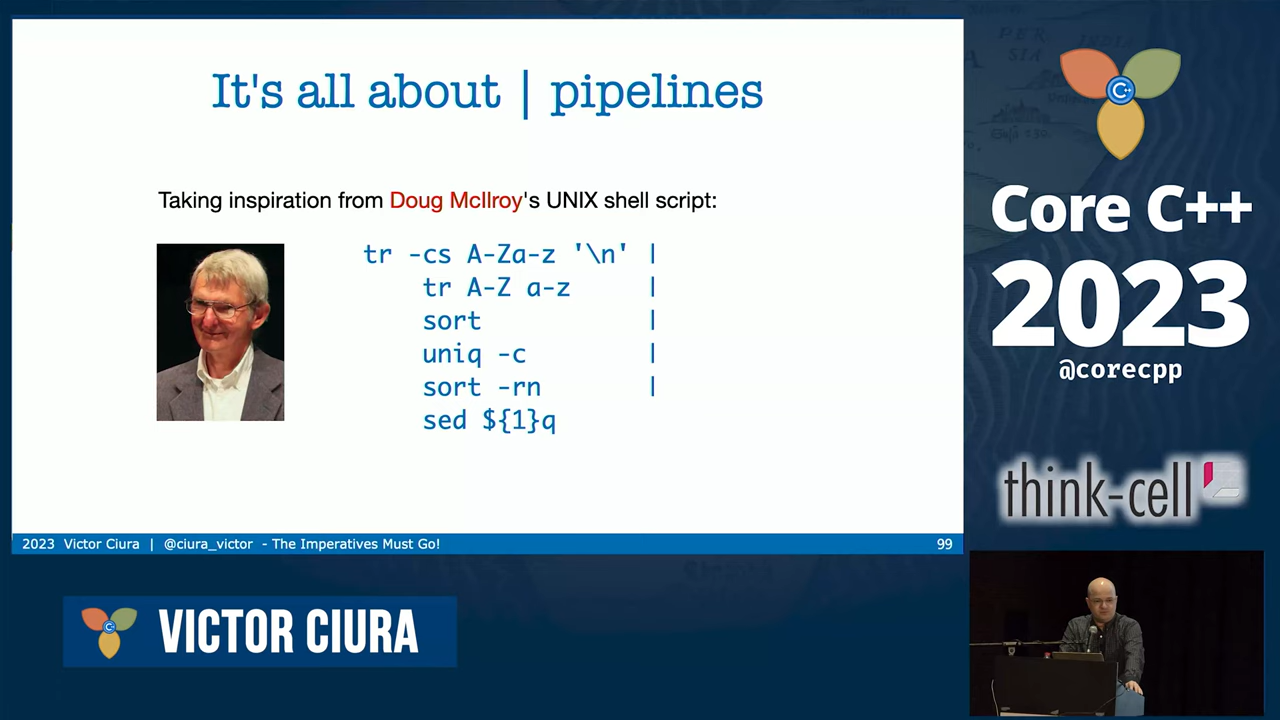 It's all about | pipelines
Taking inspiration from Doug McIlroy's UNIX shell script:
tr -cs A-Za-z '\n' |
tr A-Z a-z |
sort |
uniq -c |
sort -rn |
sed ${1}q
2023 Victor Ciura | @ciura_victor - The Imperatives Must Go!
99
C++
Core C++
2023
@corecpp
think-cell
C++
VICTOR CIURA